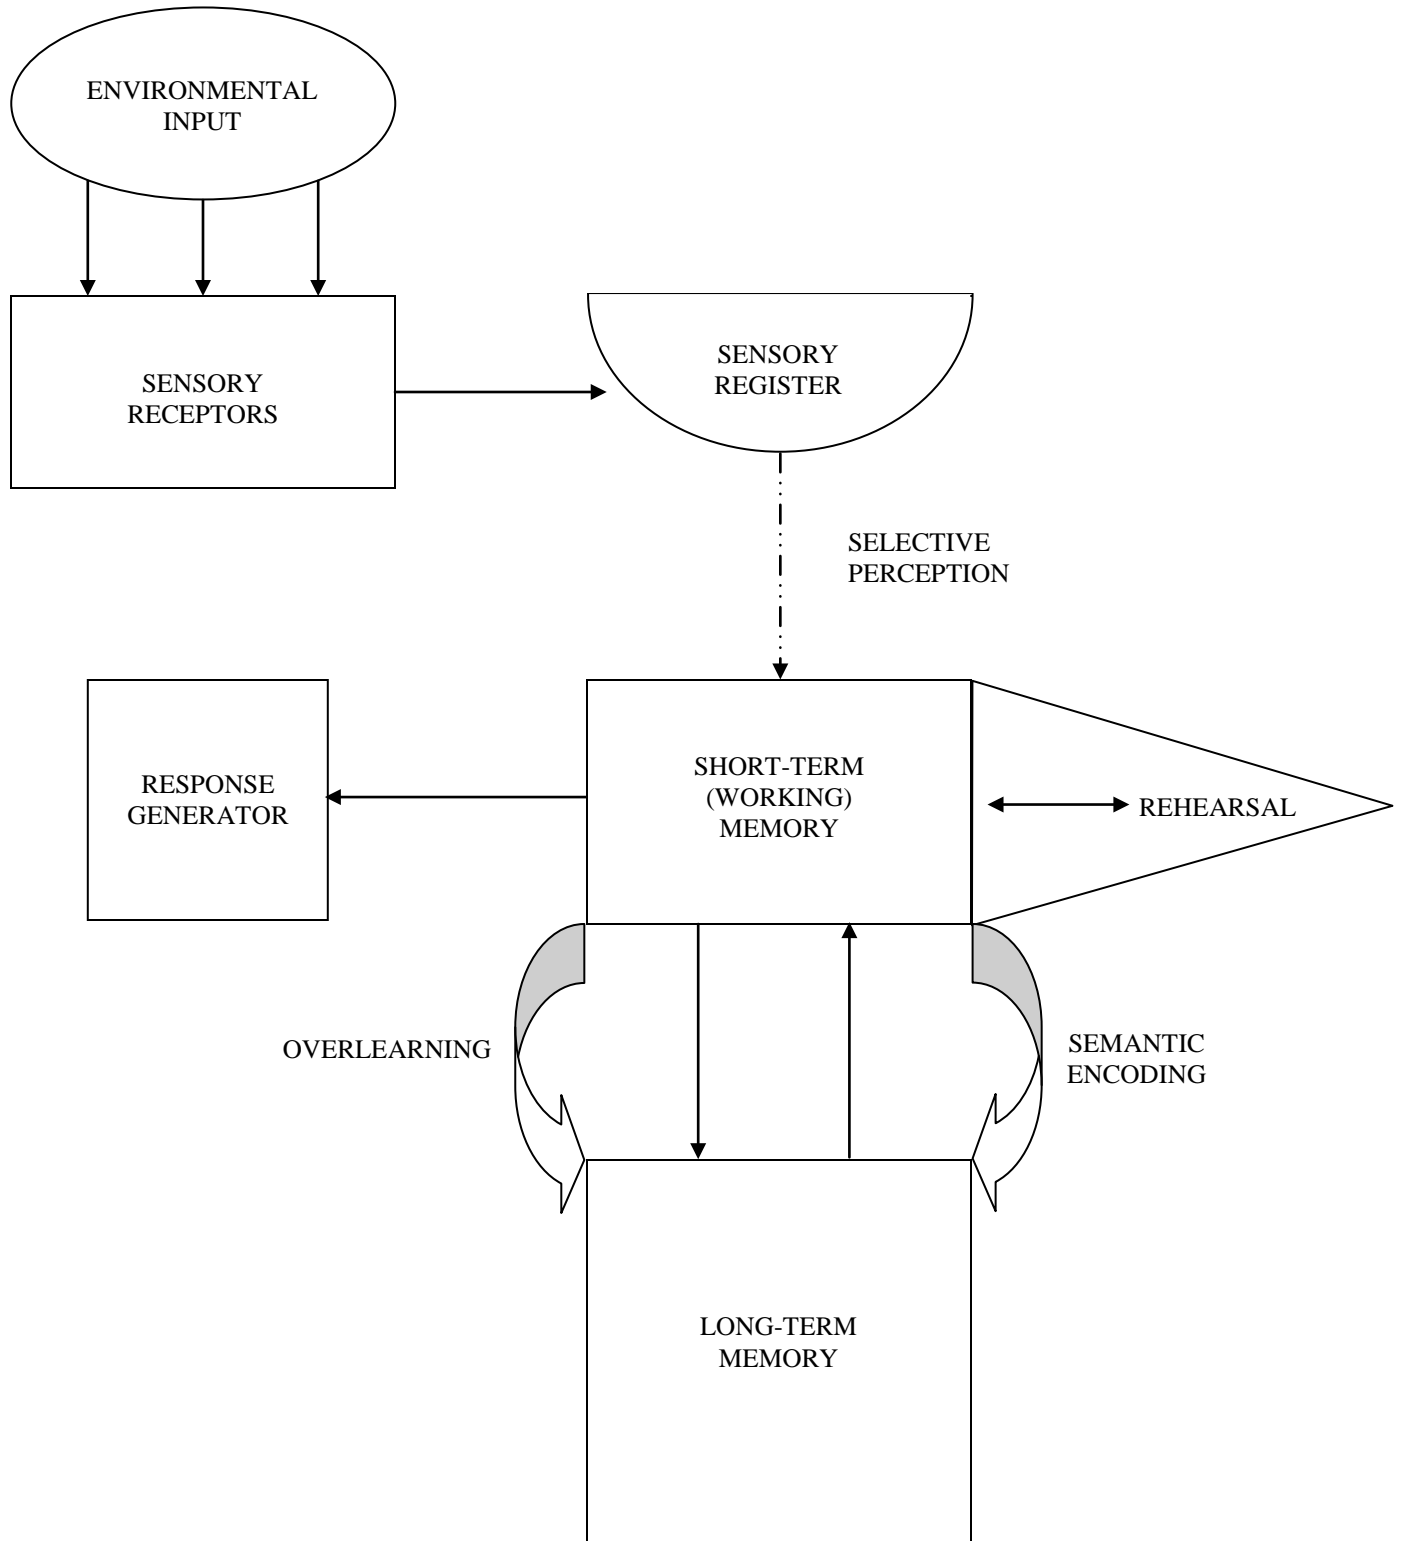 ENVIRONMENTAL
INPUT
SENSORY
RECEPTORS
SENSORY
REGISTER
SELECTIVE
PERCEPTION
RESPONSE
GENERATOR
SHORT-TERM
(WORKING)
MEMORY
REHEARSAL
OVERLEARNING
SEMANTIC
ENCODING
LONG-TERM
MEMORY